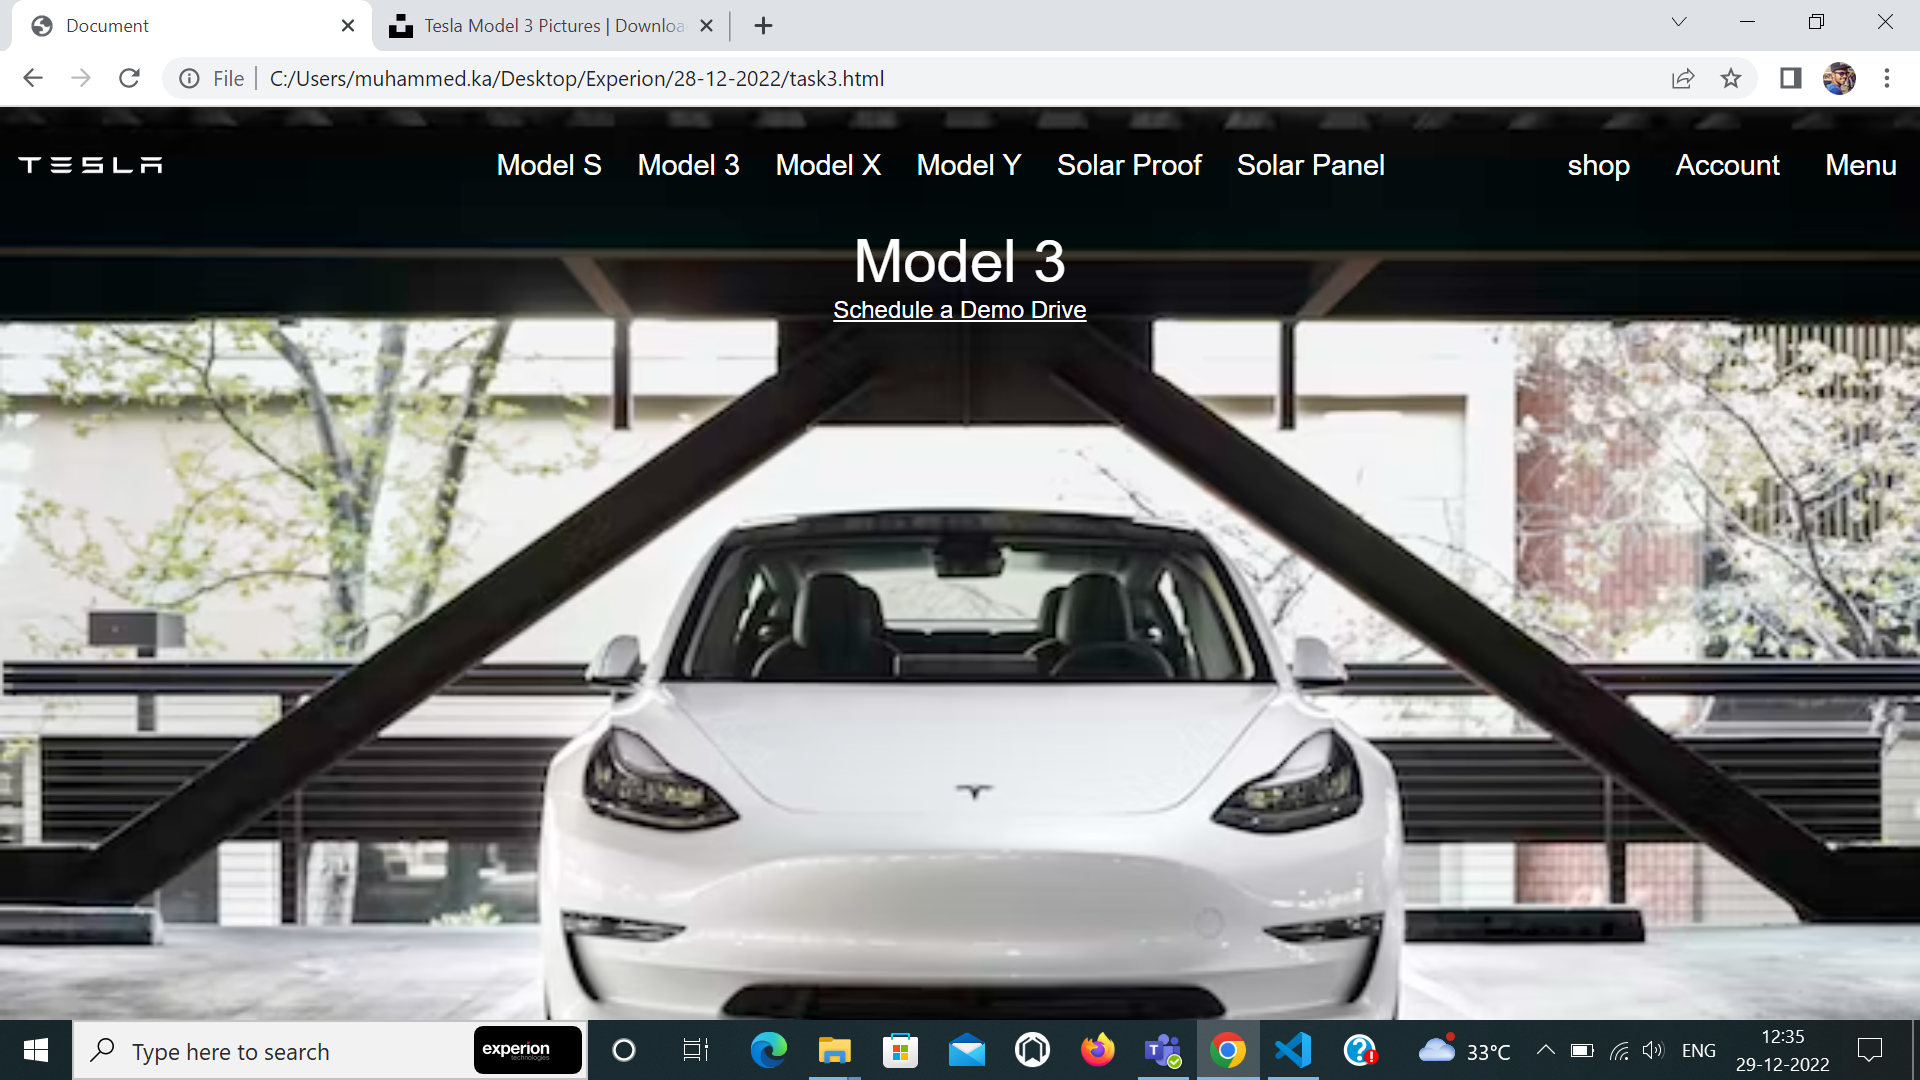 Document
Tesla Model 3 Pictures | Downloa
File
C:/Users/muhammed.ka/Desktop/Experion/28-12-2022/task3.html
TESLA
Model S Model 3 Model X Model Y Solar Proof Solar Panel
shop Account Menu
Model 3
Schedule a Demo Drive
Type here to search
experion
technologies
33°C
ENG
12:35
29-12-2022